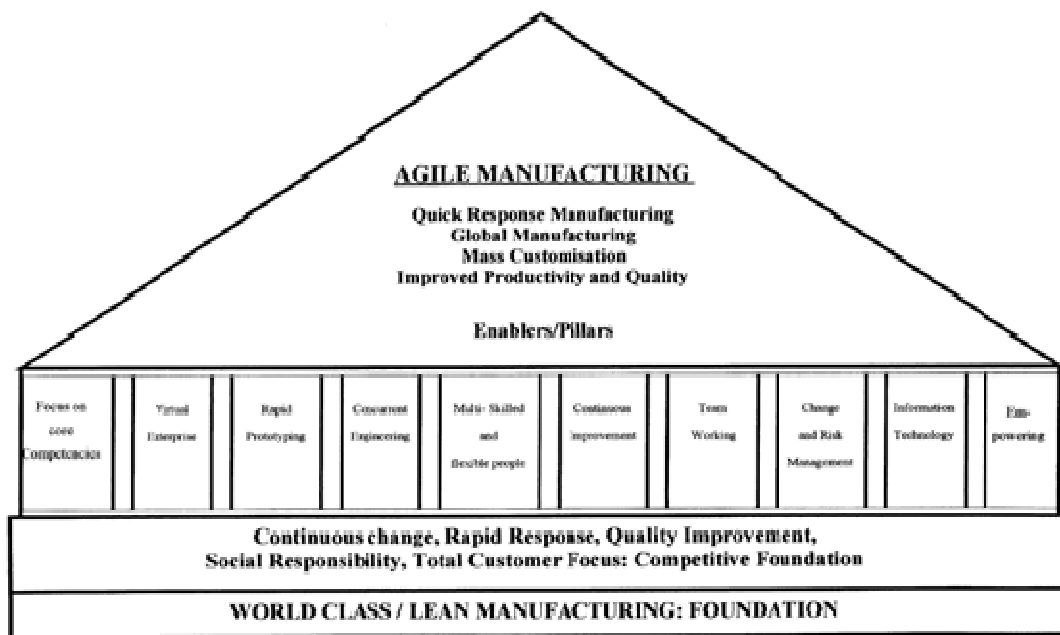 AGILE MANUFACTURING
Quick Response Manufacturing
Global Manufacturing
Mass Customisation
Improved Productivity and Quality
Enablers/Pillars
Focus on
core
Competencies
Virtual
Enterprise
Rapid
Prototyping
Concurrent
Engineering
Multi- Skilled
and
flexible people
Continuous
Improvement
Team
Working
Change
and Risk
Management
Information
Technology
Em-
powering
Continuous change, Rapid Response, Quality Improvement,
Social Responsibility, Total Customer Focus: Competitive Foundation
WORLD CLASS / LEAN MANUFACTURING: FOUNDATION